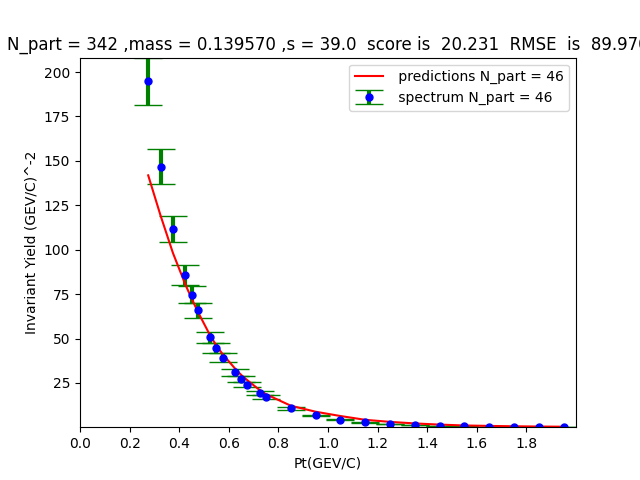 N_part = 342 ,mass = 0.139570 ,s = 39.0  score is  20.231  RMSE  is  89.970
predictions N_part = 46
spectrum N_part = 46
200
175
150
125
100
75
50
25
Invariant Yield (GEV/C)^-2
0.0 0.2 0.4 0.6 0.8 1.0 1.2 1.4 1.6 1.8
Pt(GEV/C)